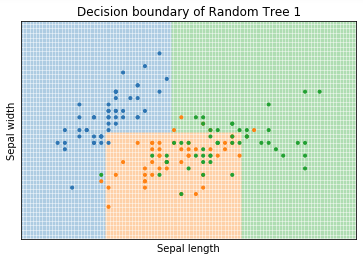 Decision boundary of Random Tree 1
Sepal width
Sepal length